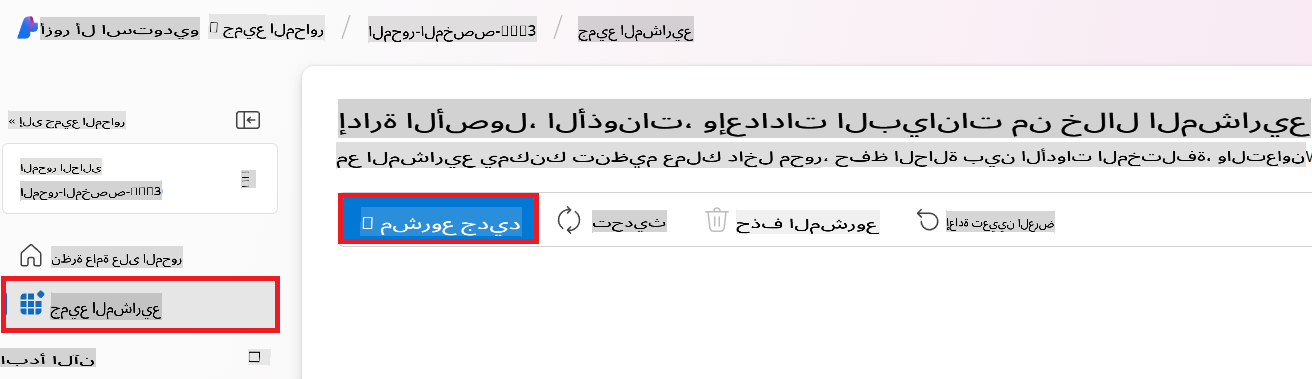 أزور أل استوديو / جميع المحاور / المحور-المخصص-3 / جميع المشاريع
« إلى جميع المحاور
المحور الحالي
المحور-المخصص-3
نظرة عامة على المحور
جميع المشاريع
ابدأ الآن
إدارة الأصول، الأذونات، وإعدادات البيانات من خلال المشاريع
مع المشاريع يمكنك تنظيم عملك داخل محور، حفظ الحالة بين الأدوات المختلفة، والتعاون
مشروع جديد
تحديث
حذف المشروع
إعادة تعيين العرض